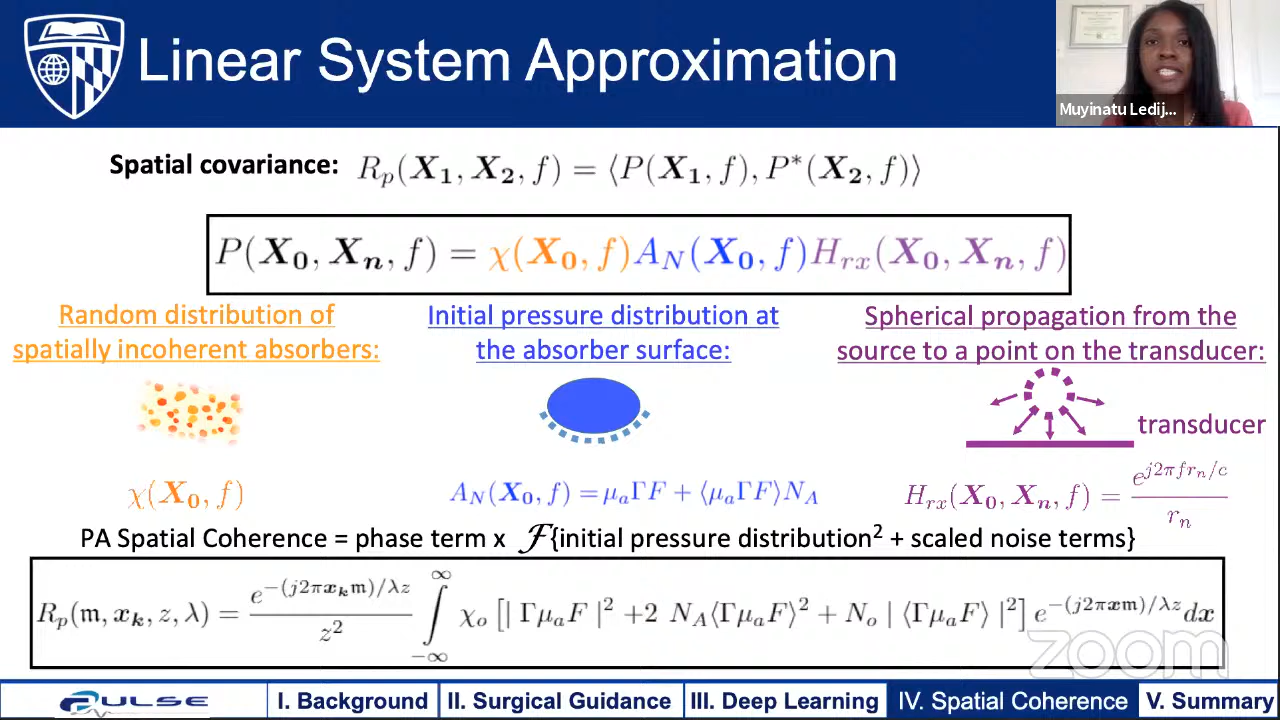 Linear System Approximation
Muyinatu Ledij...
Spatial covariance: R_p(X_1, X_2, f) = ⟨P(X_1, f), P*(X_2, f)⟩
P(X_0, X_n, f) = χ(X_0, f)A_N(X_0, f)H_rx(X_0, X_n, f)
Random distribution of
spatially incoherent absorbers:
Initial pressure distribution at
the absorber surface:
Spherical propagation from the
source to a point on the transducer:
transducer
χ(X_0, f)
A_N(X_0, f) = μ_aΓF + ⟨μ_aΓF⟩N_A
H_rx(X_0, X_n, f) = e^{j2πfr_n/c} / r_n
PA Spatial Coherence = phase term x ℱ{initial pressure distribution² + scaled noise terms}
R_p(𝔪, x_k, z, λ) = e^{-(j2πx_k𝔪)/λz} / z² ∫_{-∞}^{∞} χ_o [| Γμ_aF |² +2 N_A⟨Γμ_aF⟩² + N_o | ⟨Γμ_aF⟩ |²] e^{-(j2πx𝔪)/λz} dx
zoom
PULSE
I. Background
II. Surgical Guidance
III. Deep Learning
IV. Spatial Coherence
V. Summary